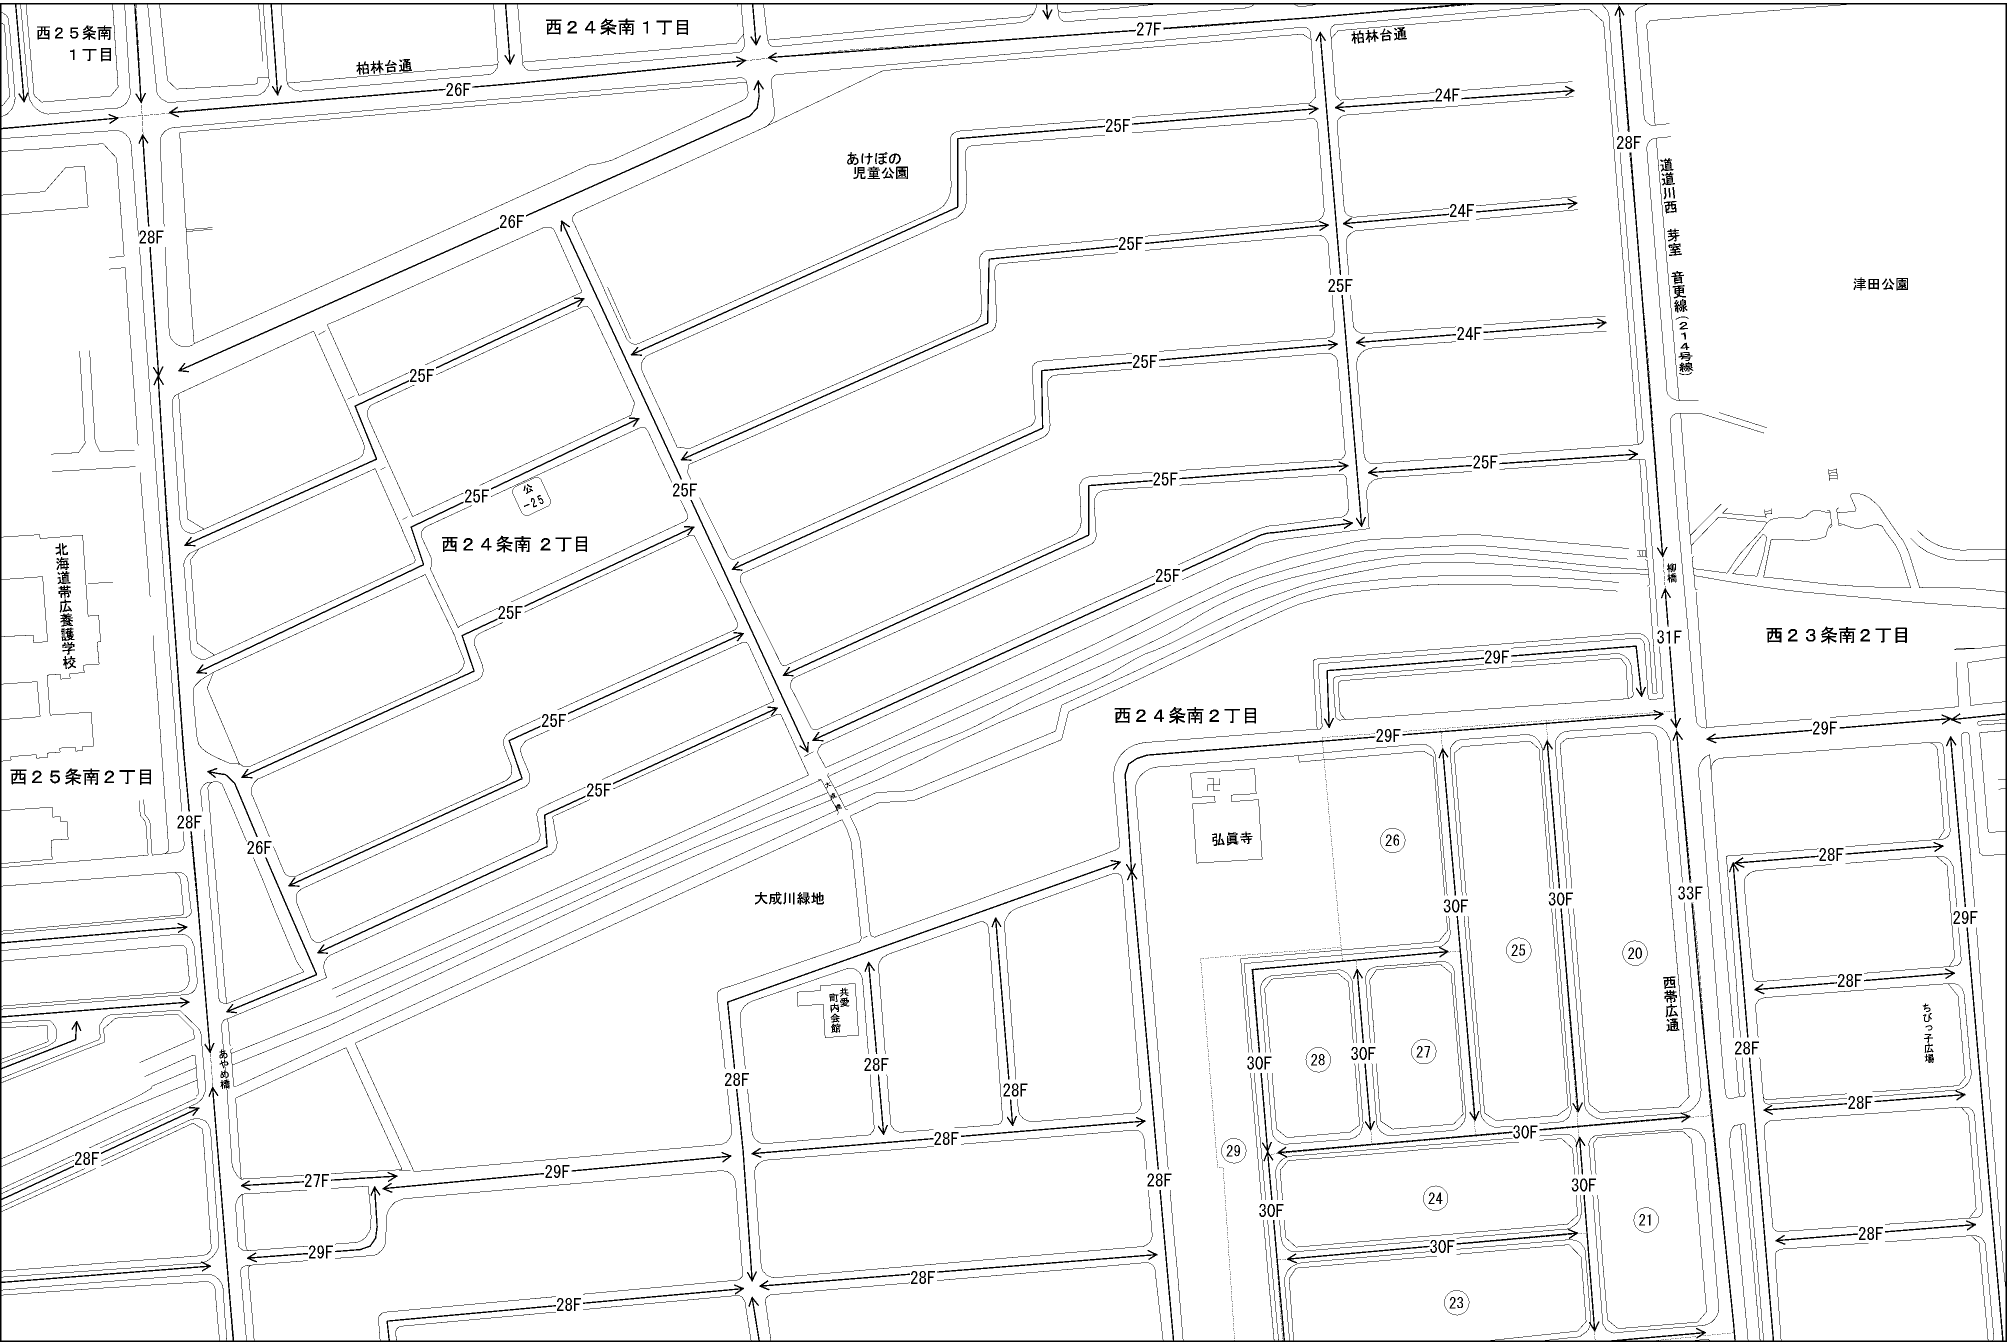 西２５条南
１丁目
西２４条南１丁目
柏林台通
26F
27F
柏林台通
24F
25F
28F
あけぼの
児童公園
道道川西 芽室 音更線(214号線)
24F
26F
28F
25F
津田公園
25F
24F
25F
25F
25F
25F
25F
25F
25F
公
-25
西２４条南２丁目
北海道帯広養護学校
25F
柳橋
25F
31F
西２３条南２丁目
29F
西２４条南２丁目
25F
29F
29F
西２５条南２丁目
25F
28F
26F
弘眞寺
26
28F
大成川緑地
33F
30F
30F
29F
25
20
28F
共愛
町内会館
西帯広通
ちびっ子広場
あやめ橋
28F
28F
28F
30F
28
30F
27
28F
28F
28F
28F
30F
29
27F
29F
28F
30F
30F
24
21
29F
28F
30F
28F
28F
23